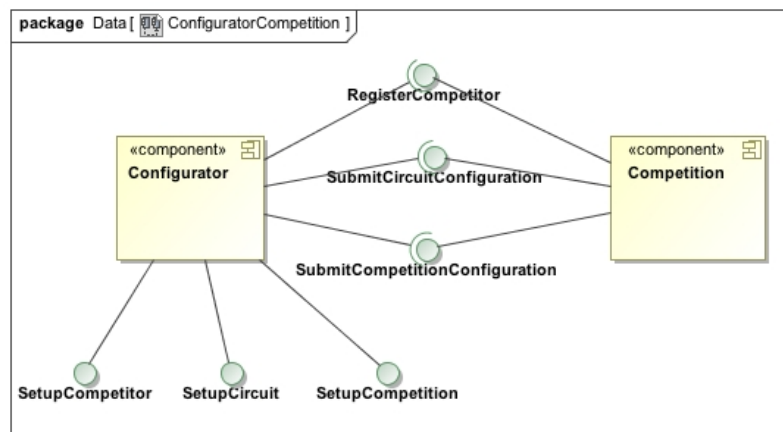 package Data [ ConfiguratorCompetition ]
RegisterCompetitor
«component»
Configurator
«component»
Competition
SubmitCircuitConfiguration
SubmitCompetitionConfiguration
SetupCompetitor
SetupCircuit
SetupCompetition